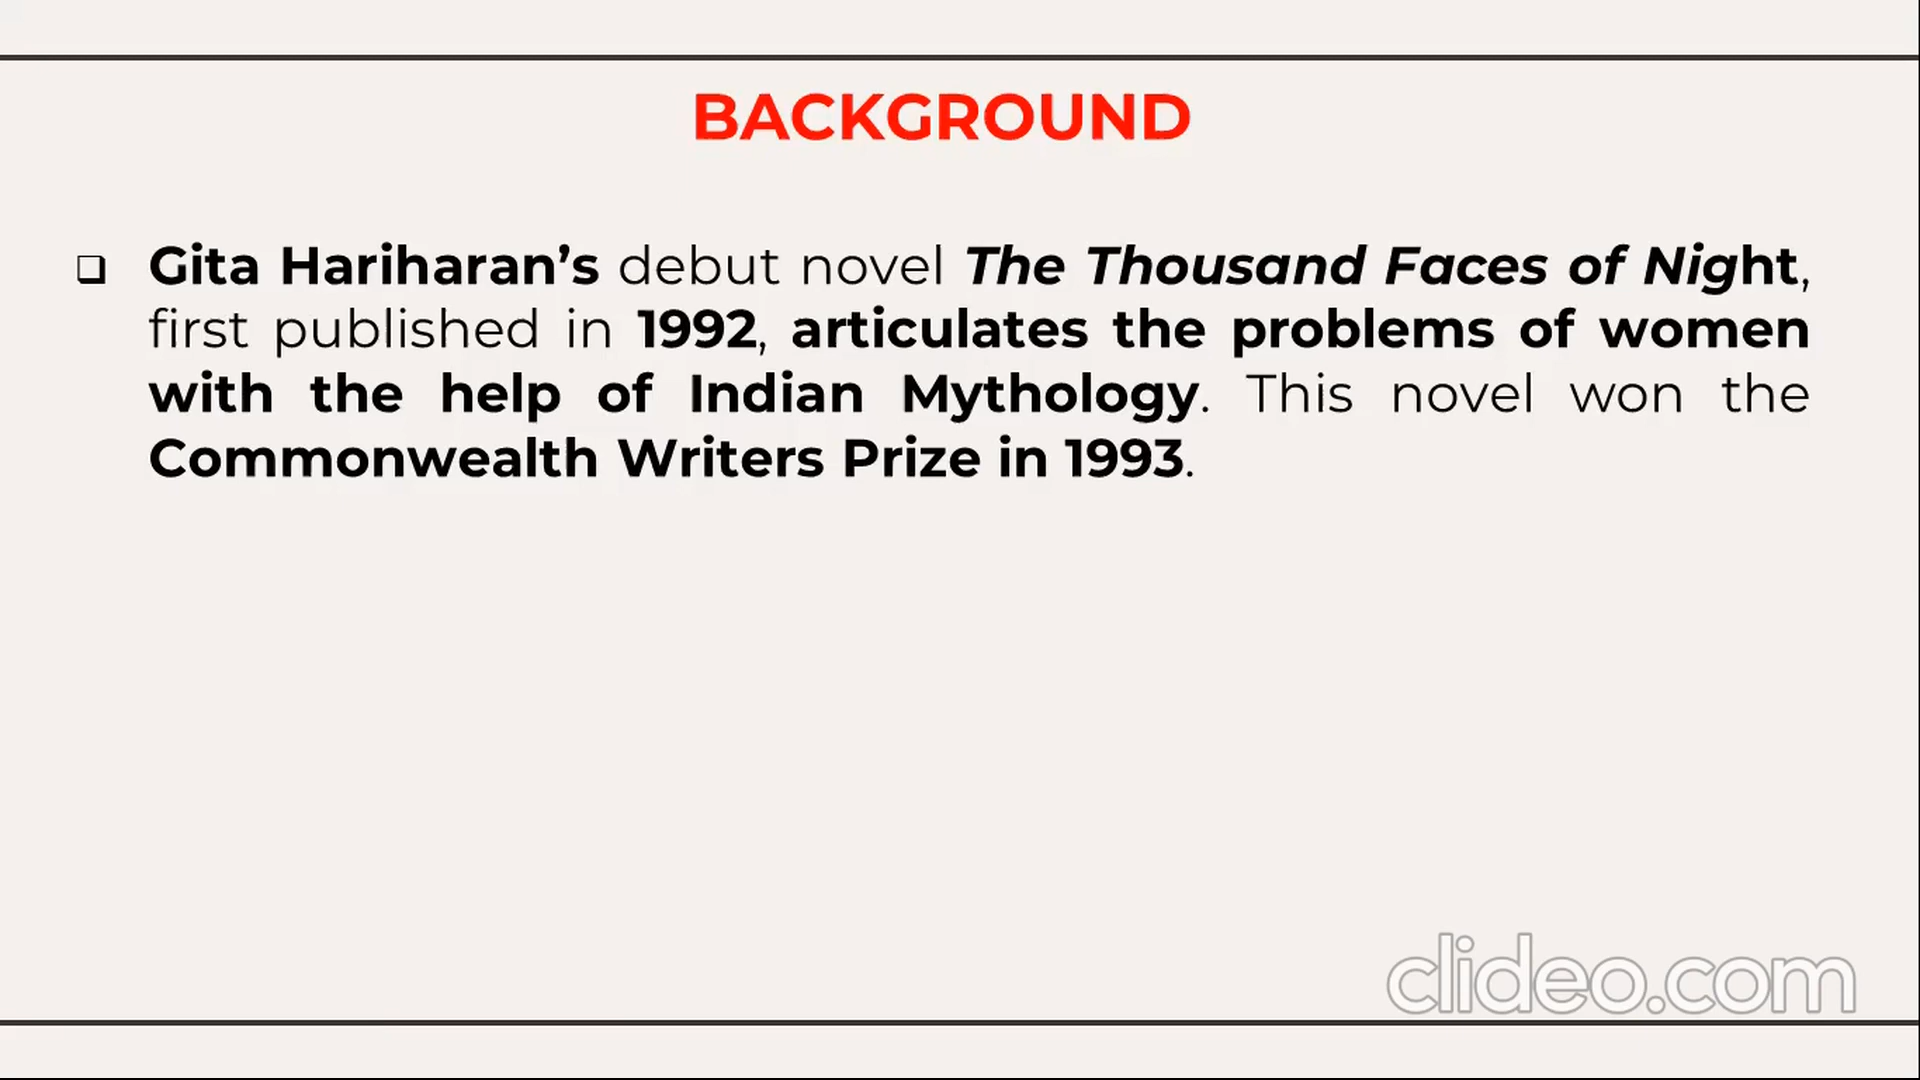 BACKGROUND
❑ Gita Hariharan’s debut novel The Thousand Faces of Night,
first published in 1992, articulates the problems of women
with the help of Indian Mythology. This novel won the
Commonwealth Writers Prize in 1993.
clideo.com